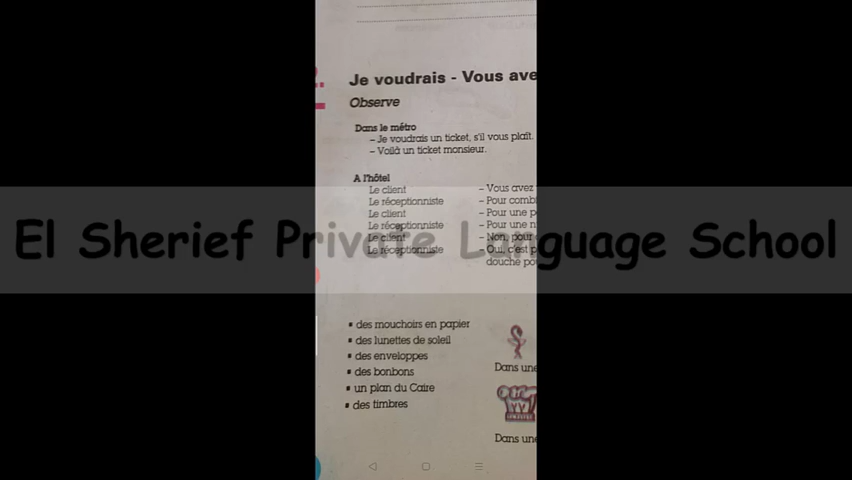 Je voudrais - Vous ave
Observe
Dans le métro
– Je voudrais un ticket, s'il vous plaît.
– Voilà un ticket monsieur.
A l'hôtel
Le client – Vous avez
Le réceptionniste – Pour comb
Le client – Pour une p
Le réceptionniste – Pour une n
Le client – Non, pour
Le réceptionniste – Oui, c'est p
douche pou
El Sherief Private Language School
▪ des mouchoirs en papier
▪ des lunettes de soleil
▪ des enveloppes
▪ des bonbons
▪ un plan du Caire
▪ des timbres
Dans une
Dans une